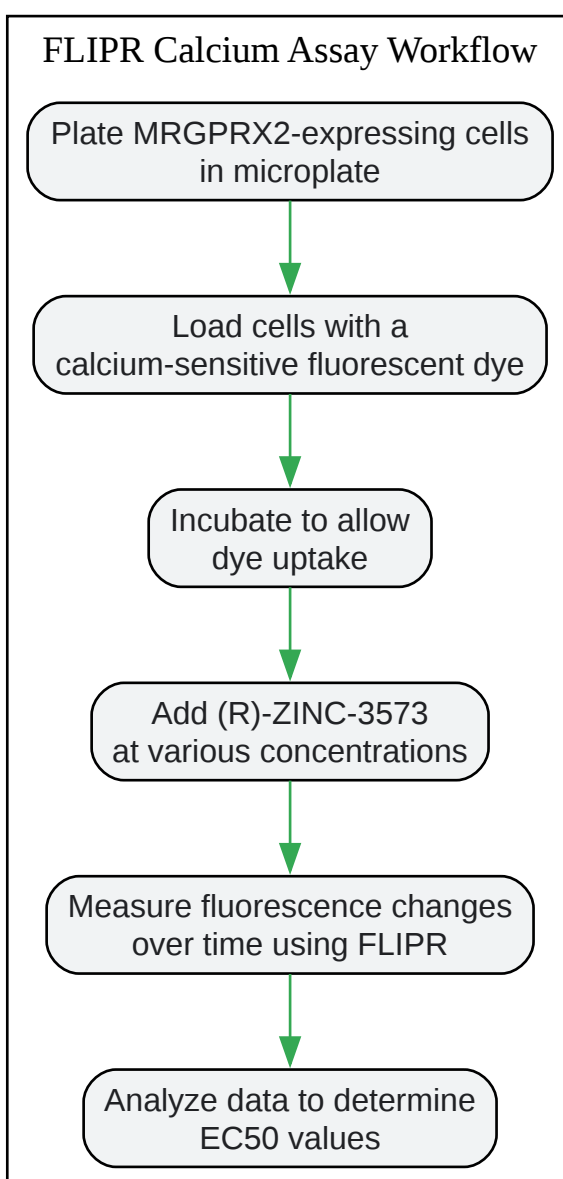 FLIPR Calcium Assay Workflow
Plate MRGPRX2-expressing cells
in microplate
Load cells with a
calcium-sensitive fluorescent dye
Incubate to allow
dye uptake
Add (R)-ZINC-3573
at various concentrations
Measure fluorescence changes
over time using FLIPR
Analyze data to determine
EC50 values